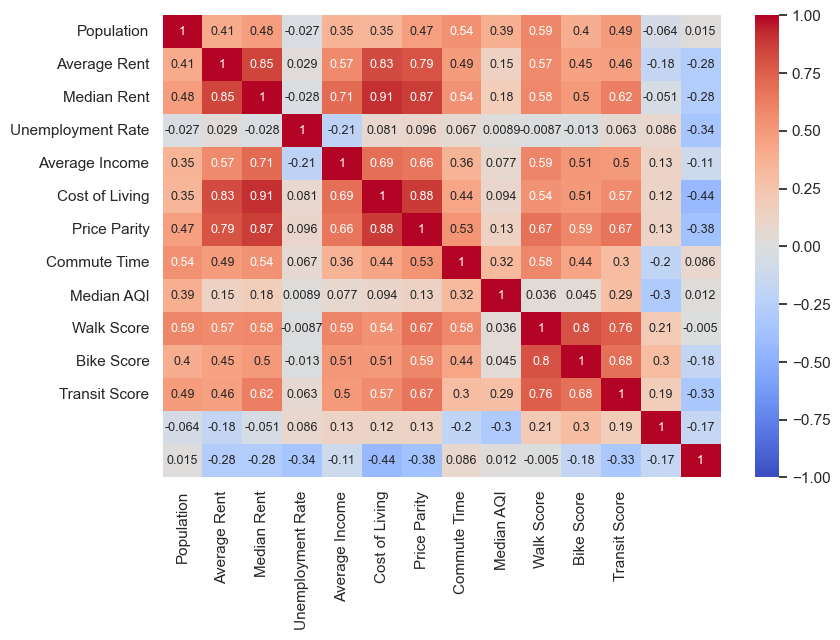 Population 1 0.41 0.48 -0.027 0.35 0.35 0.47 0.54 0.39 0.59 0.4 0.49 -0.064 0.015
Average Rent 0.41 1 0.85 0.029 0.57 0.83 0.79 0.49 0.15 0.57 0.45 0.46 -0.18 -0.28
Median Rent 0.48 0.85 1 -0.028 0.71 0.91 0.87 0.54 0.18 0.58 0.5 0.62 -0.051 -0.28
Unemployment Rate -0.027 0.029 -0.028 1 -0.21 0.081 0.096 0.067 0.0089 -0.0087 -0.013 0.063 0.086 -0.34
Average Income 0.35 0.57 0.71 -0.21 1 0.69 0.66 0.36 0.077 0.59 0.51 0.5 0.13 -0.11
Cost of Living 0.35 0.83 0.91 0.081 0.69 1 0.88 0.44 0.094 0.54 0.51 0.57 0.12 -0.44
Price Parity 0.47 0.79 0.87 0.096 0.66 0.88 1 0.53 0.13 0.67 0.59 0.67 0.13 -0.38
Commute Time 0.54 0.49 0.54 0.067 0.36 0.44 0.53 1 0.32 0.58 0.44 0.3 -0.2 0.086
Median AQI 0.39 0.15 0.18 0.0089 0.077 0.094 0.13 0.32 1 0.036 0.045 0.29 -0.3 0.012
Walk Score 0.59 0.57 0.58 -0.0087 0.59 0.54 0.67 0.58 0.036 1 0.8 0.76 0.21 -0.005
Bike Score 0.4 0.45 0.5 -0.013 0.51 0.51 0.59 0.44 0.045 0.8 1 0.68 0.3 -0.18
Transit Score 0.49 0.46 0.62 0.063 0.5 0.57 0.67 0.3 0.29 0.76 0.68 1 0.19 -0.33
-0.064 -0.18 -0.051 0.086 0.13 0.12 0.13 -0.2 -0.3 0.21 0.3 0.19 1 -0.17
0.015 -0.28 -0.28 -0.34 -0.11 -0.44 -0.38 0.086 0.012 -0.005 -0.18 -0.33 -0.17 1
Population
Average Rent
Median Rent
Unemployment Rate
Average Income
Cost of Living
Price Parity
Commute Time
Median AQI
Walk Score
Bike Score
Transit Score
1.00
0.75
0.50
0.25
0.00
−0.25
−0.50
−0.75
−1.00